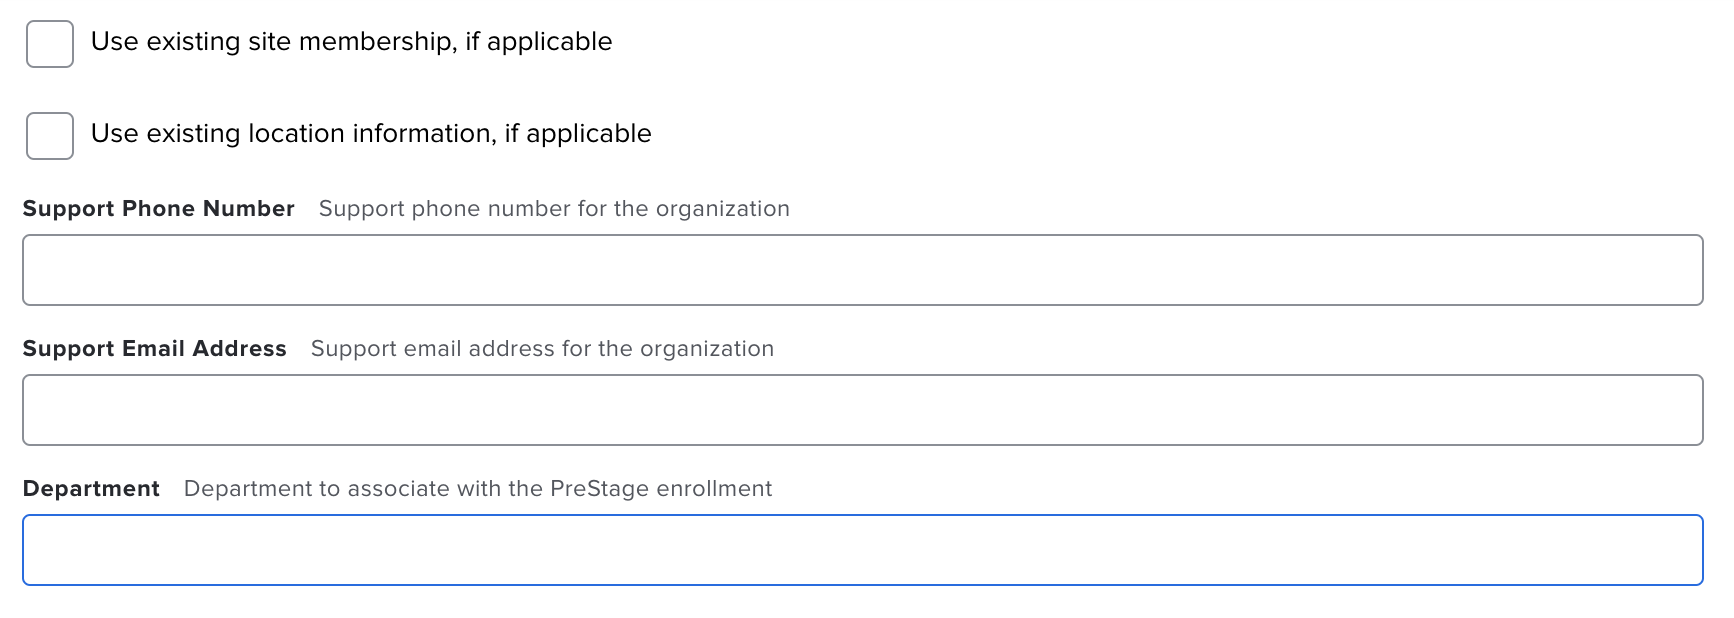 Use existing site membership, if applicable
Use existing location information, if applicable
Support Phone Number Support phone number for the organization
Support Email Address Support email address for the organization
Department Department to associate with the PreStage enrollment